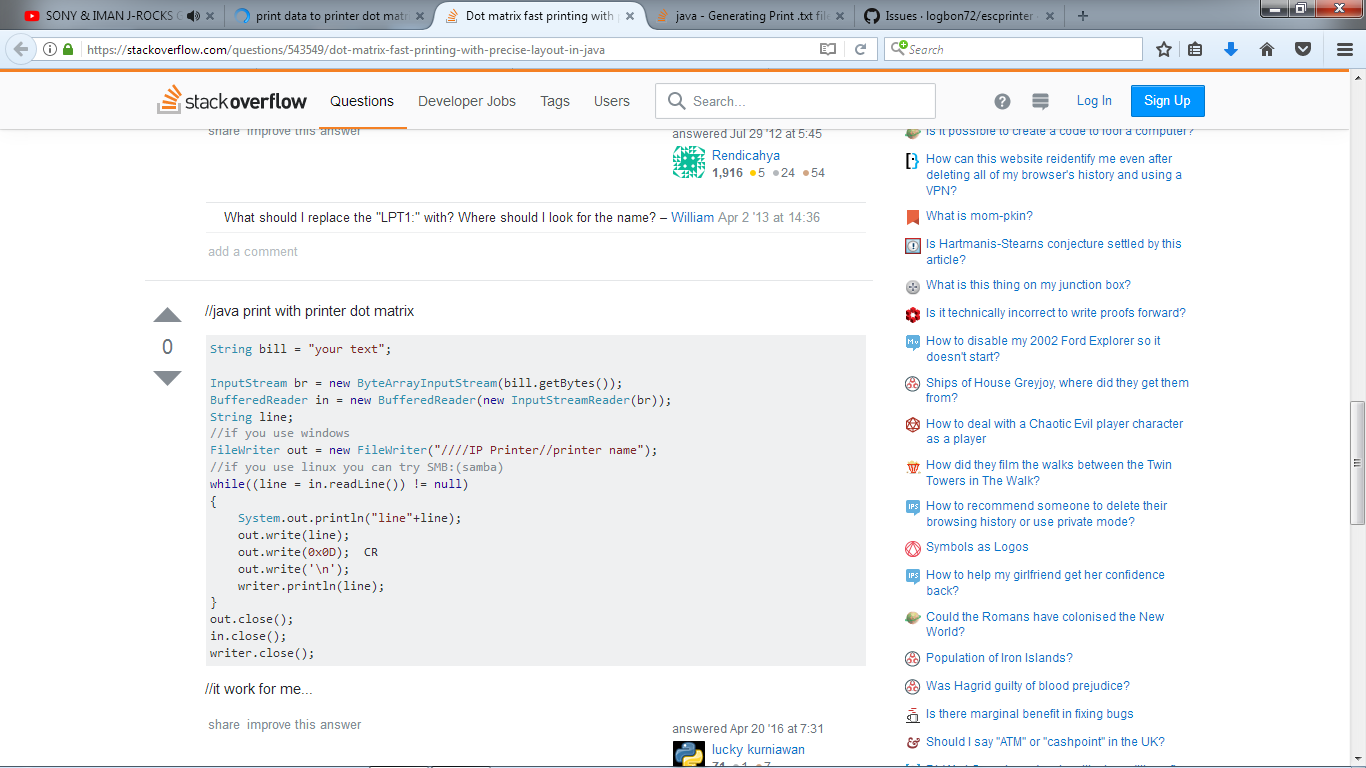 SONY & IMAN J-ROCKS
print data to printer dot mat
Dot matrix fast printing with
java - Generating Print .txt file
Issues · logbon72/escprinter ·
https://stackoverflow.com/questions/543549/dot-matrix-fast-printing-with-precise-layout-in-java
Search
stackoverflow
Questions
Developer Jobs
Tags
Users
Search...
Log In
Sign Up
share improve this answer
answered Jul 29 '12 at 5:45
Rendicahya
1,916 5 24 54
What should I replace the "LPT1:" with? Where should I look for the name? – William Apr 2 '13 at 14:36
add a comment
0
//java print with printer dot matrix
String bill = "your text";
InputStream br = new ByteArrayInputStream(bill.getBytes());
BufferedReader in = new BufferedReader(new InputStreamReader(br));
String line;
//if you use windows
FileWriter out = new FileWriter("////IP Printer//printer name");
//if you use linux you can try SMB:(samba)
while((line = in.readLine()) != null)
{
System.out.println("line"+line);
out.write(line);
out.write(0x0D);  CR
out.write('\n');
writer.println(line);
}
out.close();
in.close();
writer.close();
//it work for me...
share improve this answer
answered Apr 20 '16 at 7:31
lucky kurniawan
Is it possible to create a code to fool a computer?
How can this website reidentify me even after
deleting all of my browser's history and using a
VPN?
What is mom-pkin?
Is Hartmanis-Stearns conjecture settled by this
article?
What is this thing on my junction box?
Is it technically incorrect to write proofs forward?
How to disable my 2002 Ford Explorer so it
doesn't start?
Ships of House Greyjoy, where did they get them
from?
How to deal with a Chaotic Evil player character
as a player
How did they film the walks between the Twin
Towers in The Walk?
How to recommend someone to delete their
browsing history or use private mode?
Symbols as Logos
How to help my girlfriend get her confidence
back?
Could the Romans have colonised the New
World?
Population of Iron Islands?
Was Hagrid guilty of blood prejudice?
Is there marginal benefit in fixing bugs
Should I say "ATM" or "cashpoint" in the UK?